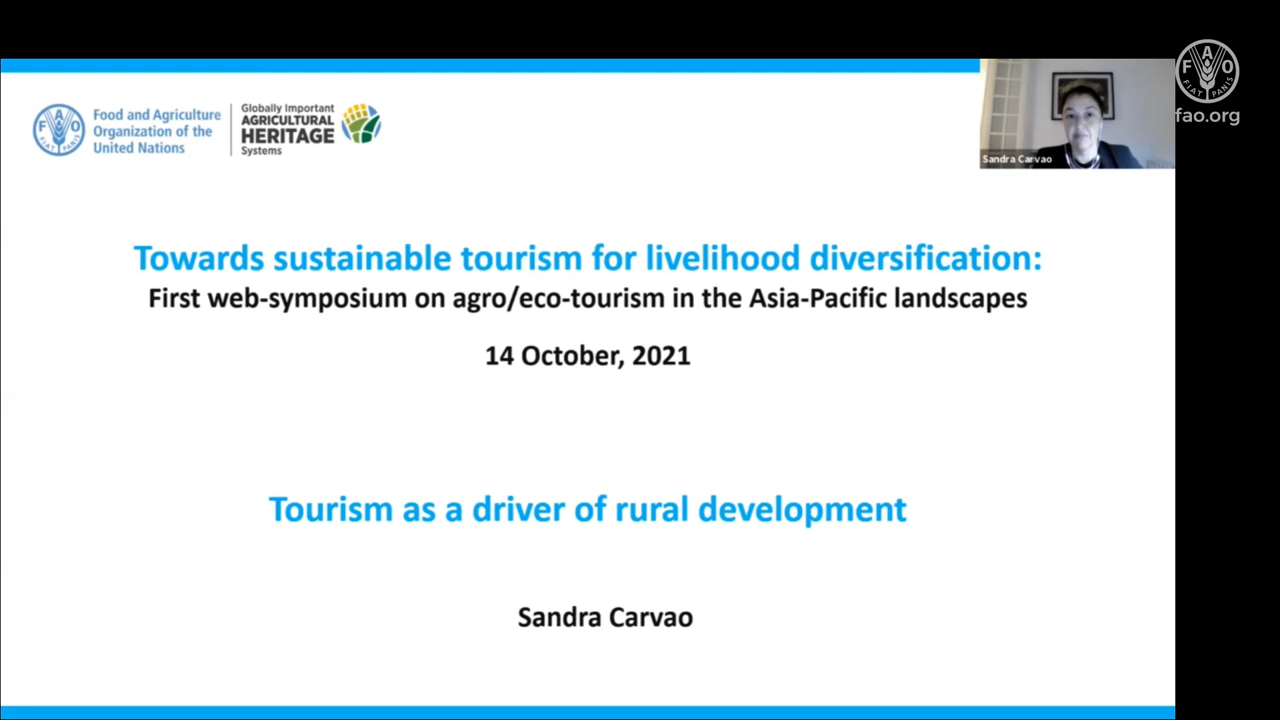 Food and Agriculture
Organization of the
United Nations
Globally Important
AGRICULTURAL
HERITAGE
Systems
F A O
FIAT PANIS
fao.org
Sandra Carvao
Towards sustainable tourism for livelihood diversification:
First web-symposium on agro/eco-tourism in the Asia-Pacific landscapes
14 October, 2021
Tourism as a driver of rural development
Sandra Carvao